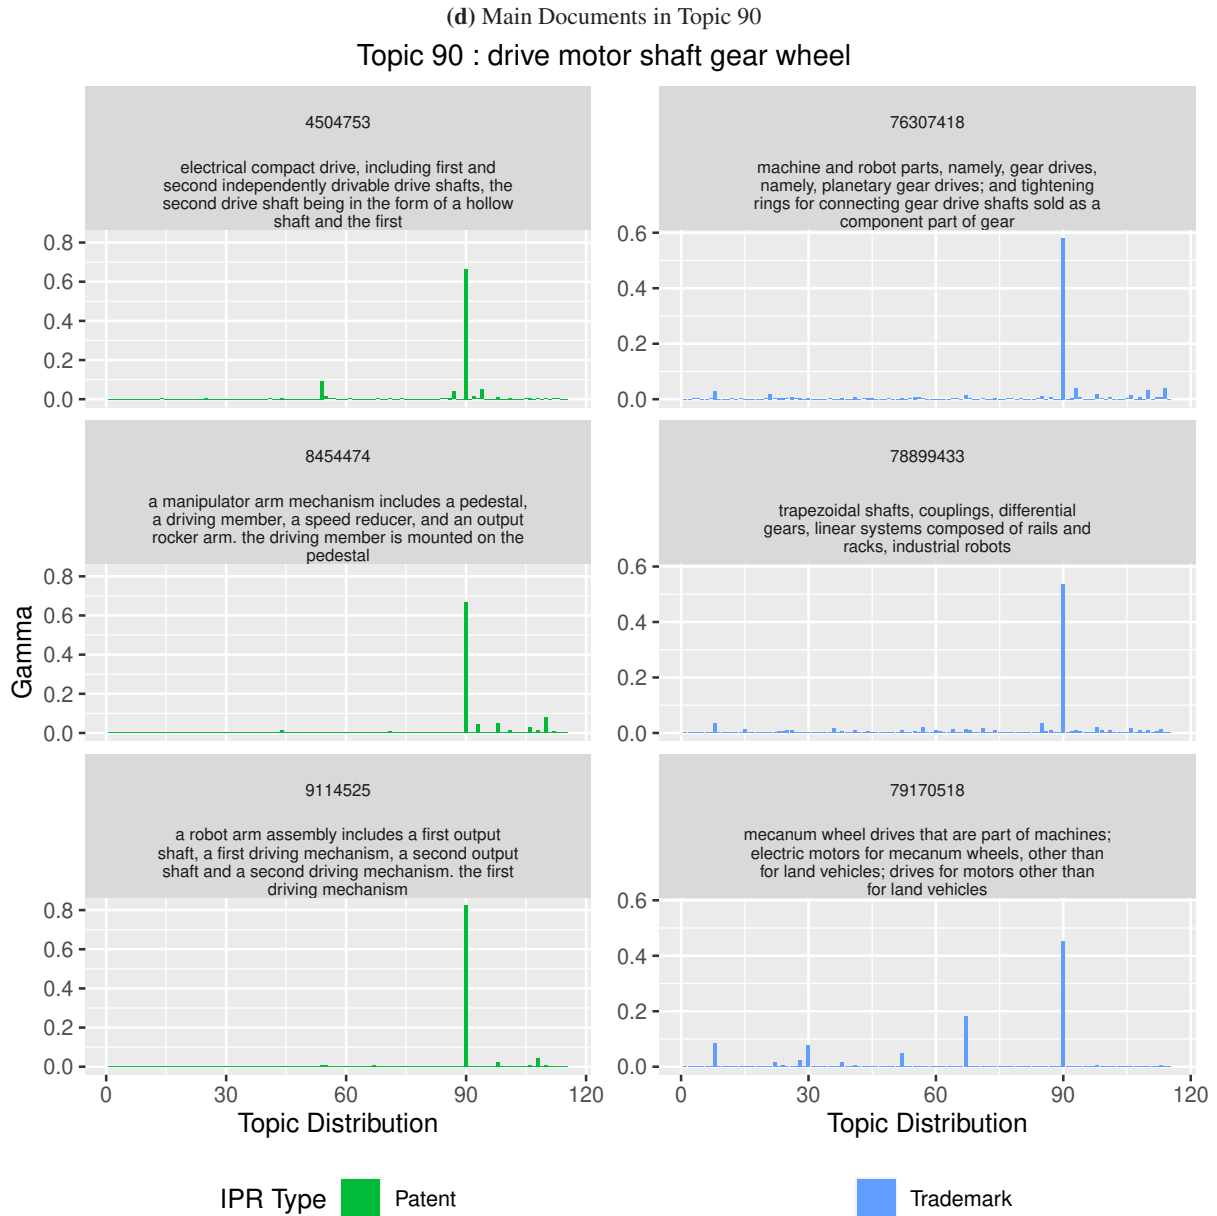 (d) Main Documents in Topic 90
Topic 90 : drive motor shaft gear wheel
4504753
electrical compact drive, including first and
second independently drivable drive shafts, the
second drive shaft being in the form of a hollow
shaft and the first
0.8
0.6
0.4
0.2
0.0
76307418
machine and robot parts, namely, gear drives,
namely, planetary gear drives; and tightening
rings for connecting gear drive shafts sold as a
component part of gear
0.6
0.4
0.2
0.0
8454474
a manipulator arm mechanism includes a pedestal,
a driving member, a speed reducer, and an output
rocker arm. the driving member is mounted on the
pedestal
0.8
0.6
0.4
0.2
0.0
78899433
trapezoidal shafts, couplings, differential
gears, linear systems composed of rails and
racks, industrial robots
0.6
0.4
0.2
0.0
9114525
a robot arm assembly includes a first output
shaft, a first driving mechanism, a second output
shaft and a second driving mechanism. the first
driving mechanism
0.8
0.6
0.4
0.2
0.0
79170518
mecanum wheel drives that are part of machines;
electric motors for mecanum wheels, other than
for land vehicles; drives for motors other than
for land vehicles
0.6
0.4
0.2
0.0
Gamma
0 30 60 90 120
0 30 60 90 120
Topic Distribution
Topic Distribution
IPR Type Patent Trademark